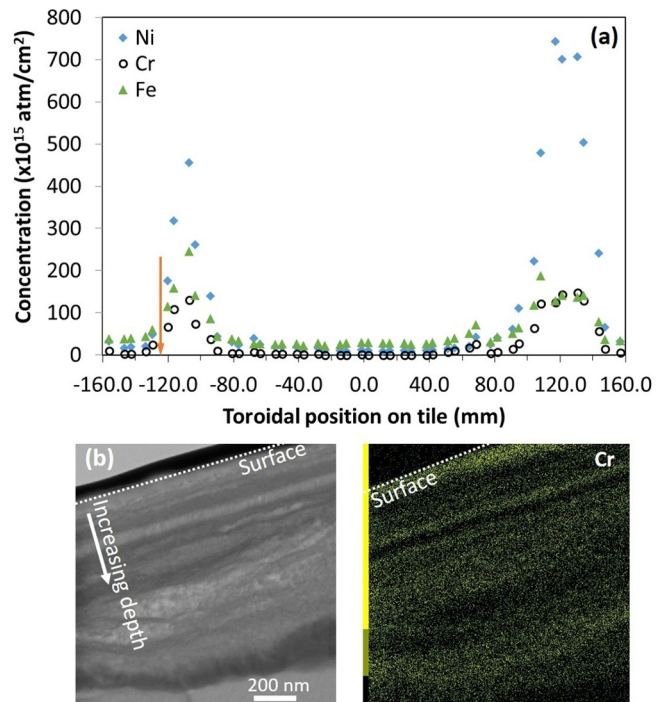 800
700
600
500
400
300
200
100
0
Concentration (x10¹⁵ atm/cm²)
Ni
Cr
Fe
(a)
-160.0 -120.0 -80.0 -40.0 0.0 40.0 80.0 120.0 160.0
Toroidal position on tile (mm)
(b)
Surface
Increasing depth
200 nm
Cr
Surface